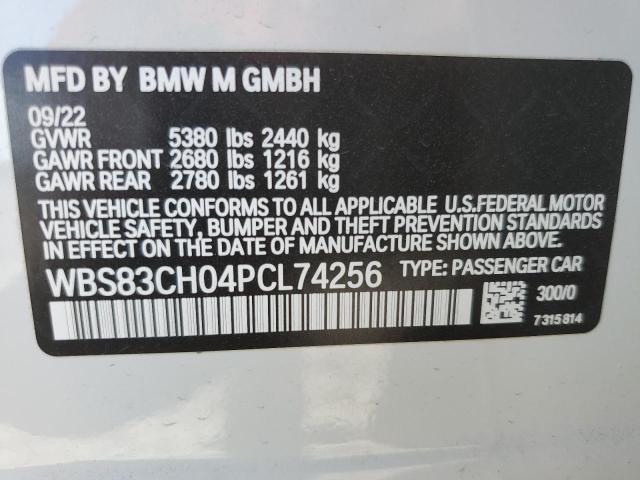 MFD BY BMW M GMBH
09/22
GVWR 5380 lbs 2440 kg
GAWR FRONT 2680 lbs 1216 kg
GAWR REAR 2780 lbs 1261 kg
THIS VEHICLE CONFORMS TO ALL APPLICABLE U.S.FEDERAL MOTOR
VEHICLE SAFETY, BUMPER AND THEFT PREVENTION STANDARDS
IN EFFECT ON THE DATE OF MANUFACTURE SHOWN ABOVE.
WBS83CH04PCL74256 TYPE: PASSENGER CAR
300/0
7315814